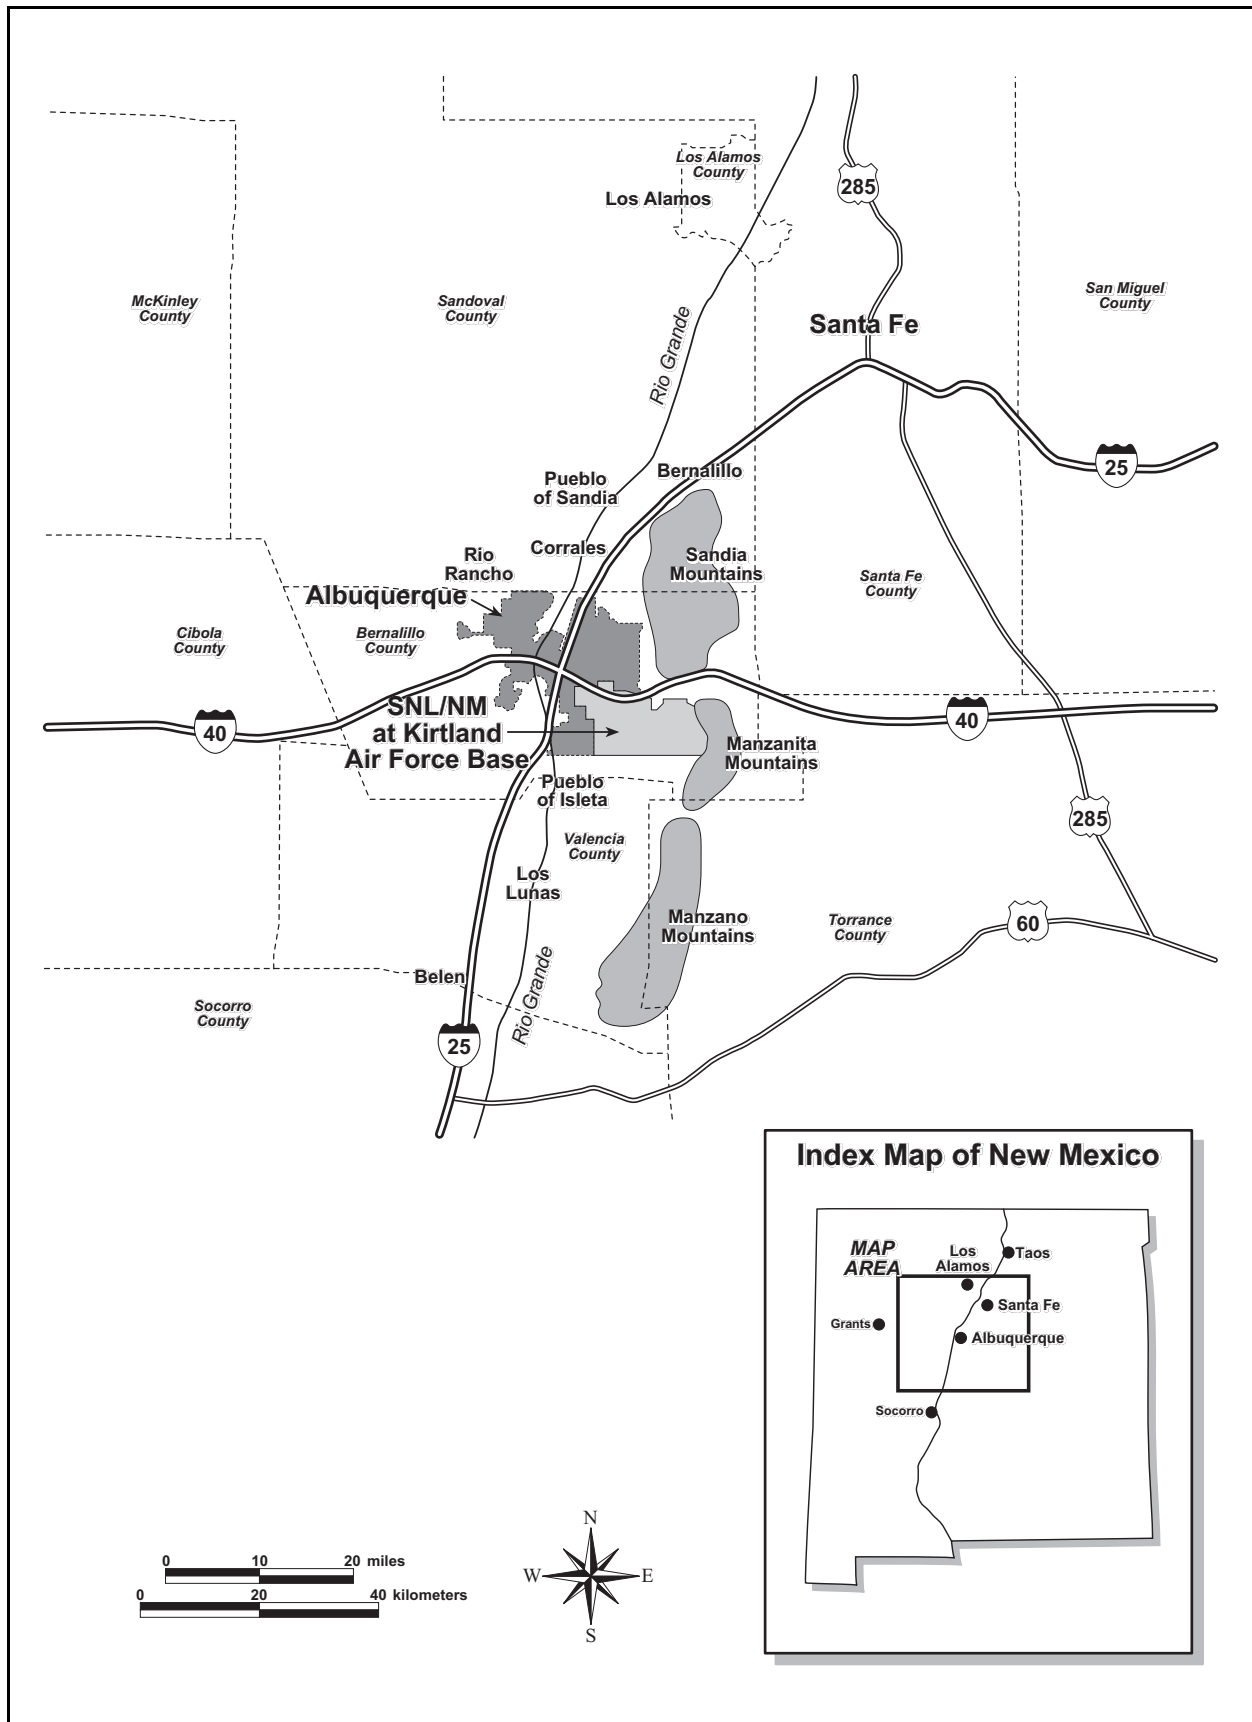 Los Alamos
County
285
Los Alamos
McKinley
County
Sandoval
County
San Miguel
County
Santa Fe
Rio Grande
25
Bernalillo
Pueblo
of Sandia
Corrales
Rio
Rancho
Sandia
Mountains
Santa Fe
County
Albuquerque
Cibola
County
Bernalillo
County
SNL/NM
at Kirtland
Air Force Base
40
40
Manzanita
Mountains
Pueblo
of Isleta
285
Valencia
County
Los
Lunas
Manzano
Mountains
Torrance
County
60
Belen
Rio Grande
Socorro
County
25
Index Map of New Mexico
MAP
AREA
Los
Alamos
Taos
Santa Fe
Grants
Albuquerque
Socorro
N
W
E
S
0 10 20 miles
0 20 40 kilometers